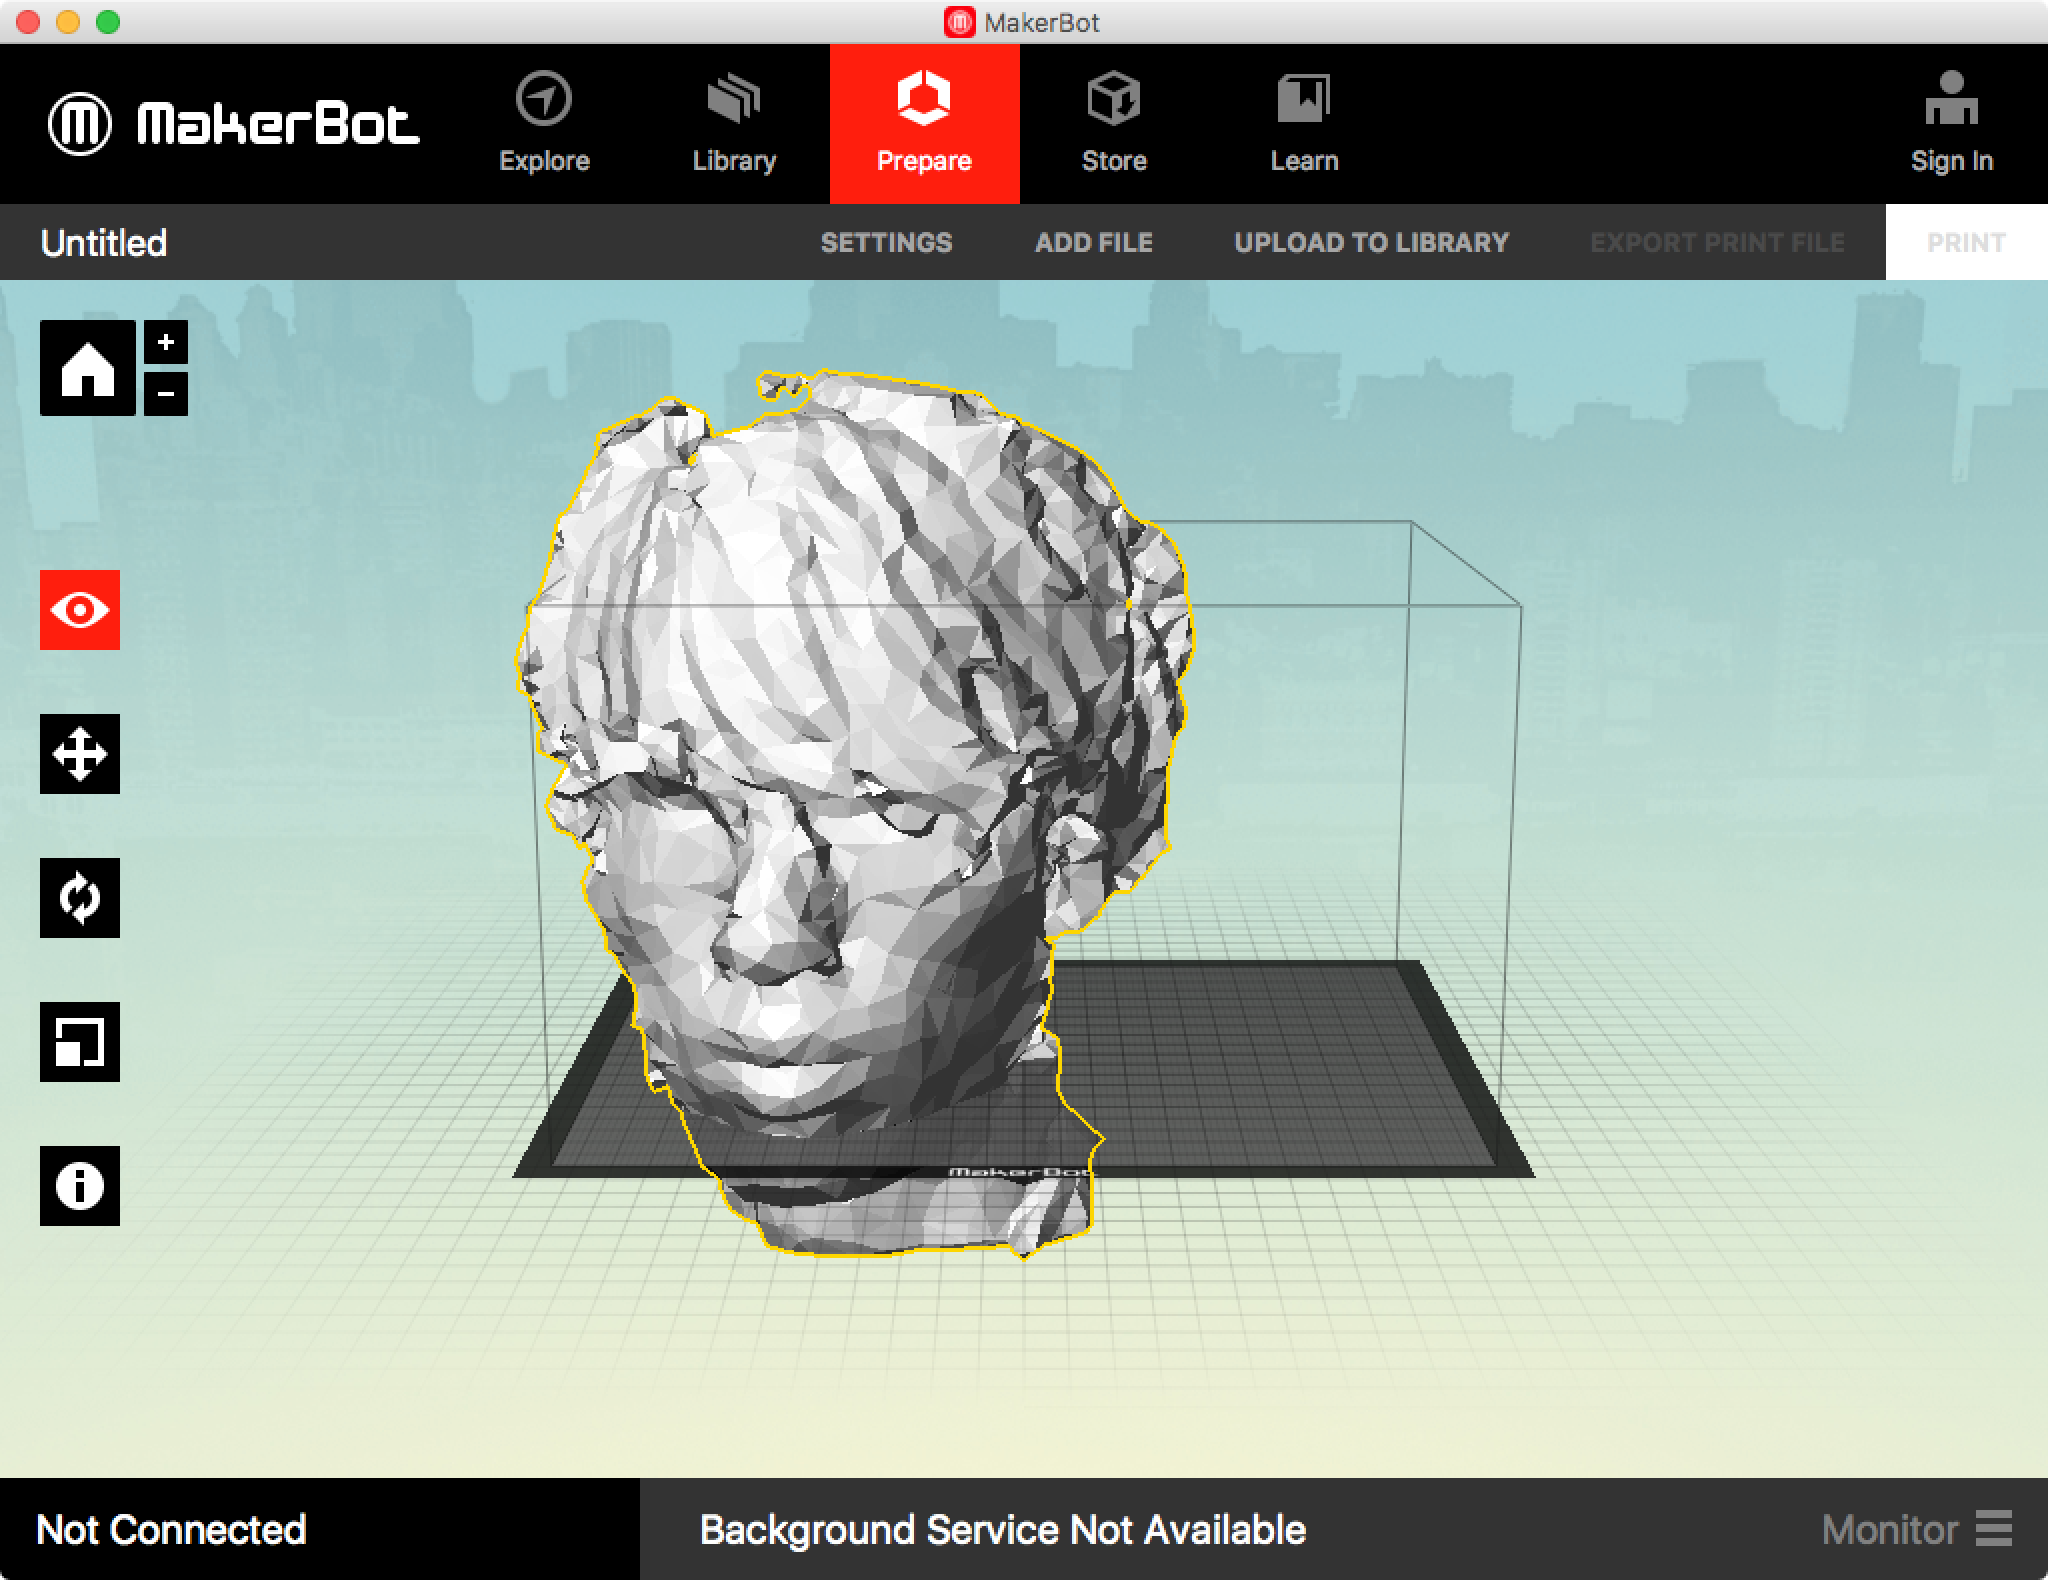 MakerBot
MakerBot
Explore
Library
Prepare
Store
Learn
Sign In
Untitled
SETTINGS
ADD FILE
UPLOAD TO LIBRARY
EXPORT PRINT FILE
PRINT
MakerBot
Not Connected
Background Service Not Available
Monitor